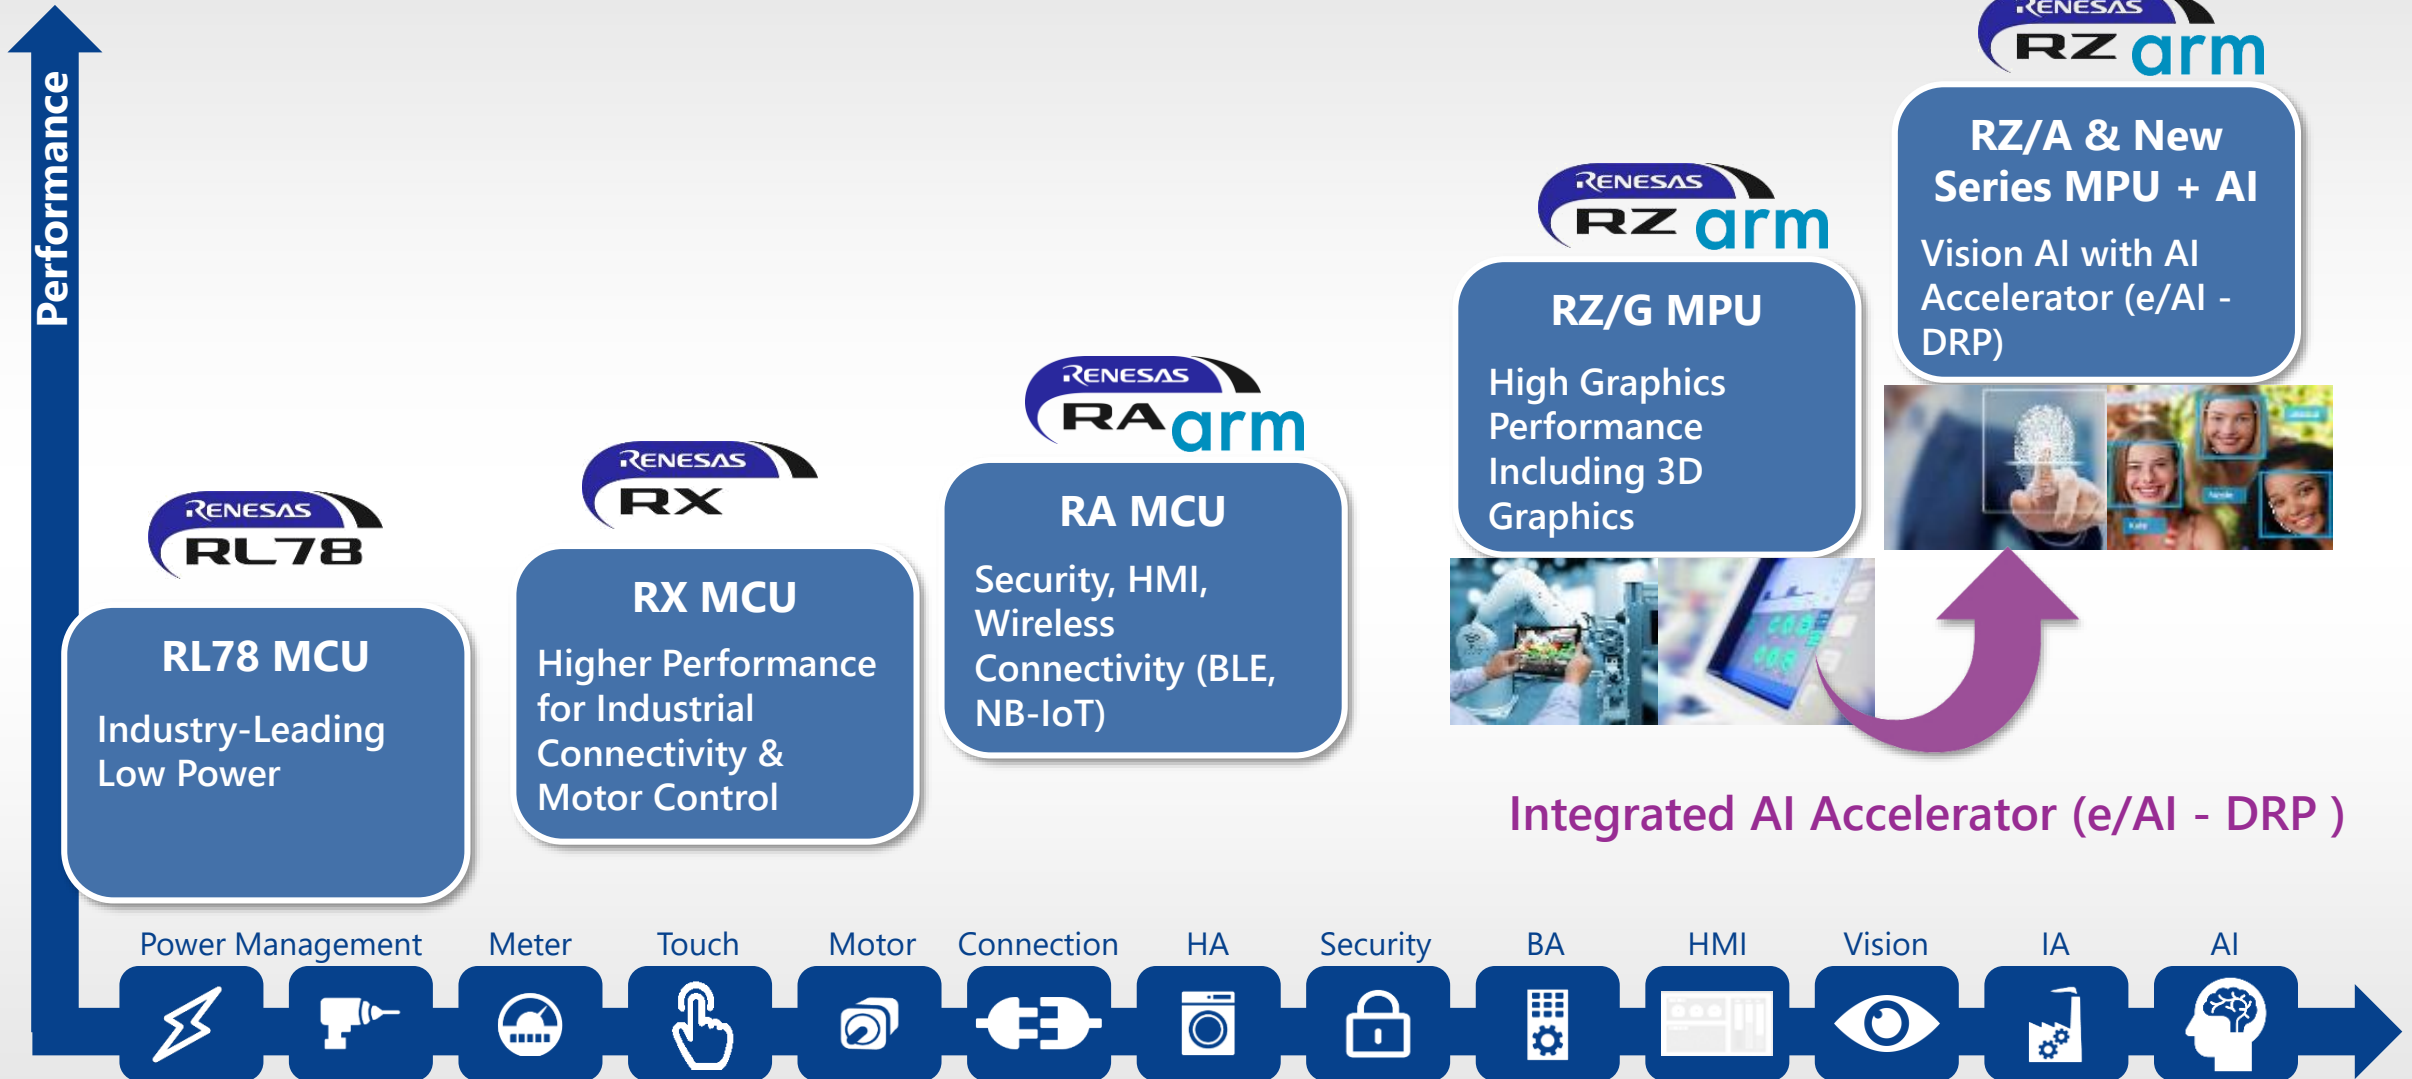 Performance
RENESAS
RL78
RL78 MCU
Industry-Leading
Low Power
RENESAS
RX
RX MCU
Higher Performance
for Industrial
Connectivity &
Motor Control
RENESAS
RA arm
RA MCU
Security, HMI,
Wireless
Connectivity (BLE,
NB-IoT)
RENESAS
RZ arm
RZ/G MPU
High Graphics
Performance
Including 3D
Graphics
RENESAS
RZ arm
RZ/A & New
Series MPU + AI
Vision AI with AI
Accelerator (e/AI -
DRP)
Kate
Integrated AI Accelerator (e/AI - DRP )
Power Management Meter Touch Motor Connection HA Security BA HMI Vision IA AI